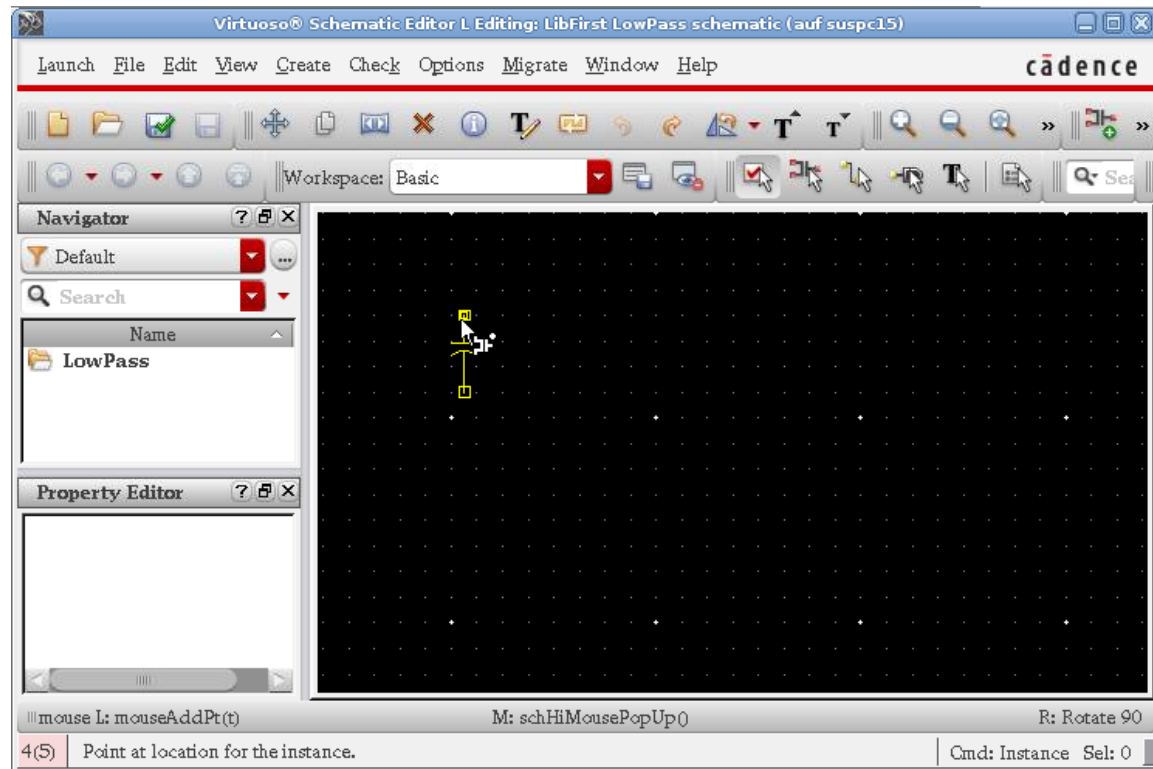 Virtuoso® Schematic Editor L Editing: LibFirst LowPass schematic (auf suspc15)
Launch File Edit View Create Check Options Migrate Window Help cādence
Workspace: Basic
Navigator
Default
Search
Name
LowPass
Property Editor
mouse L: mouseAddPt(t) M: schHiMousePopUp() R: Rotate 90
4(5) Point at location for the instance. Cmd: Instance Sel: 0